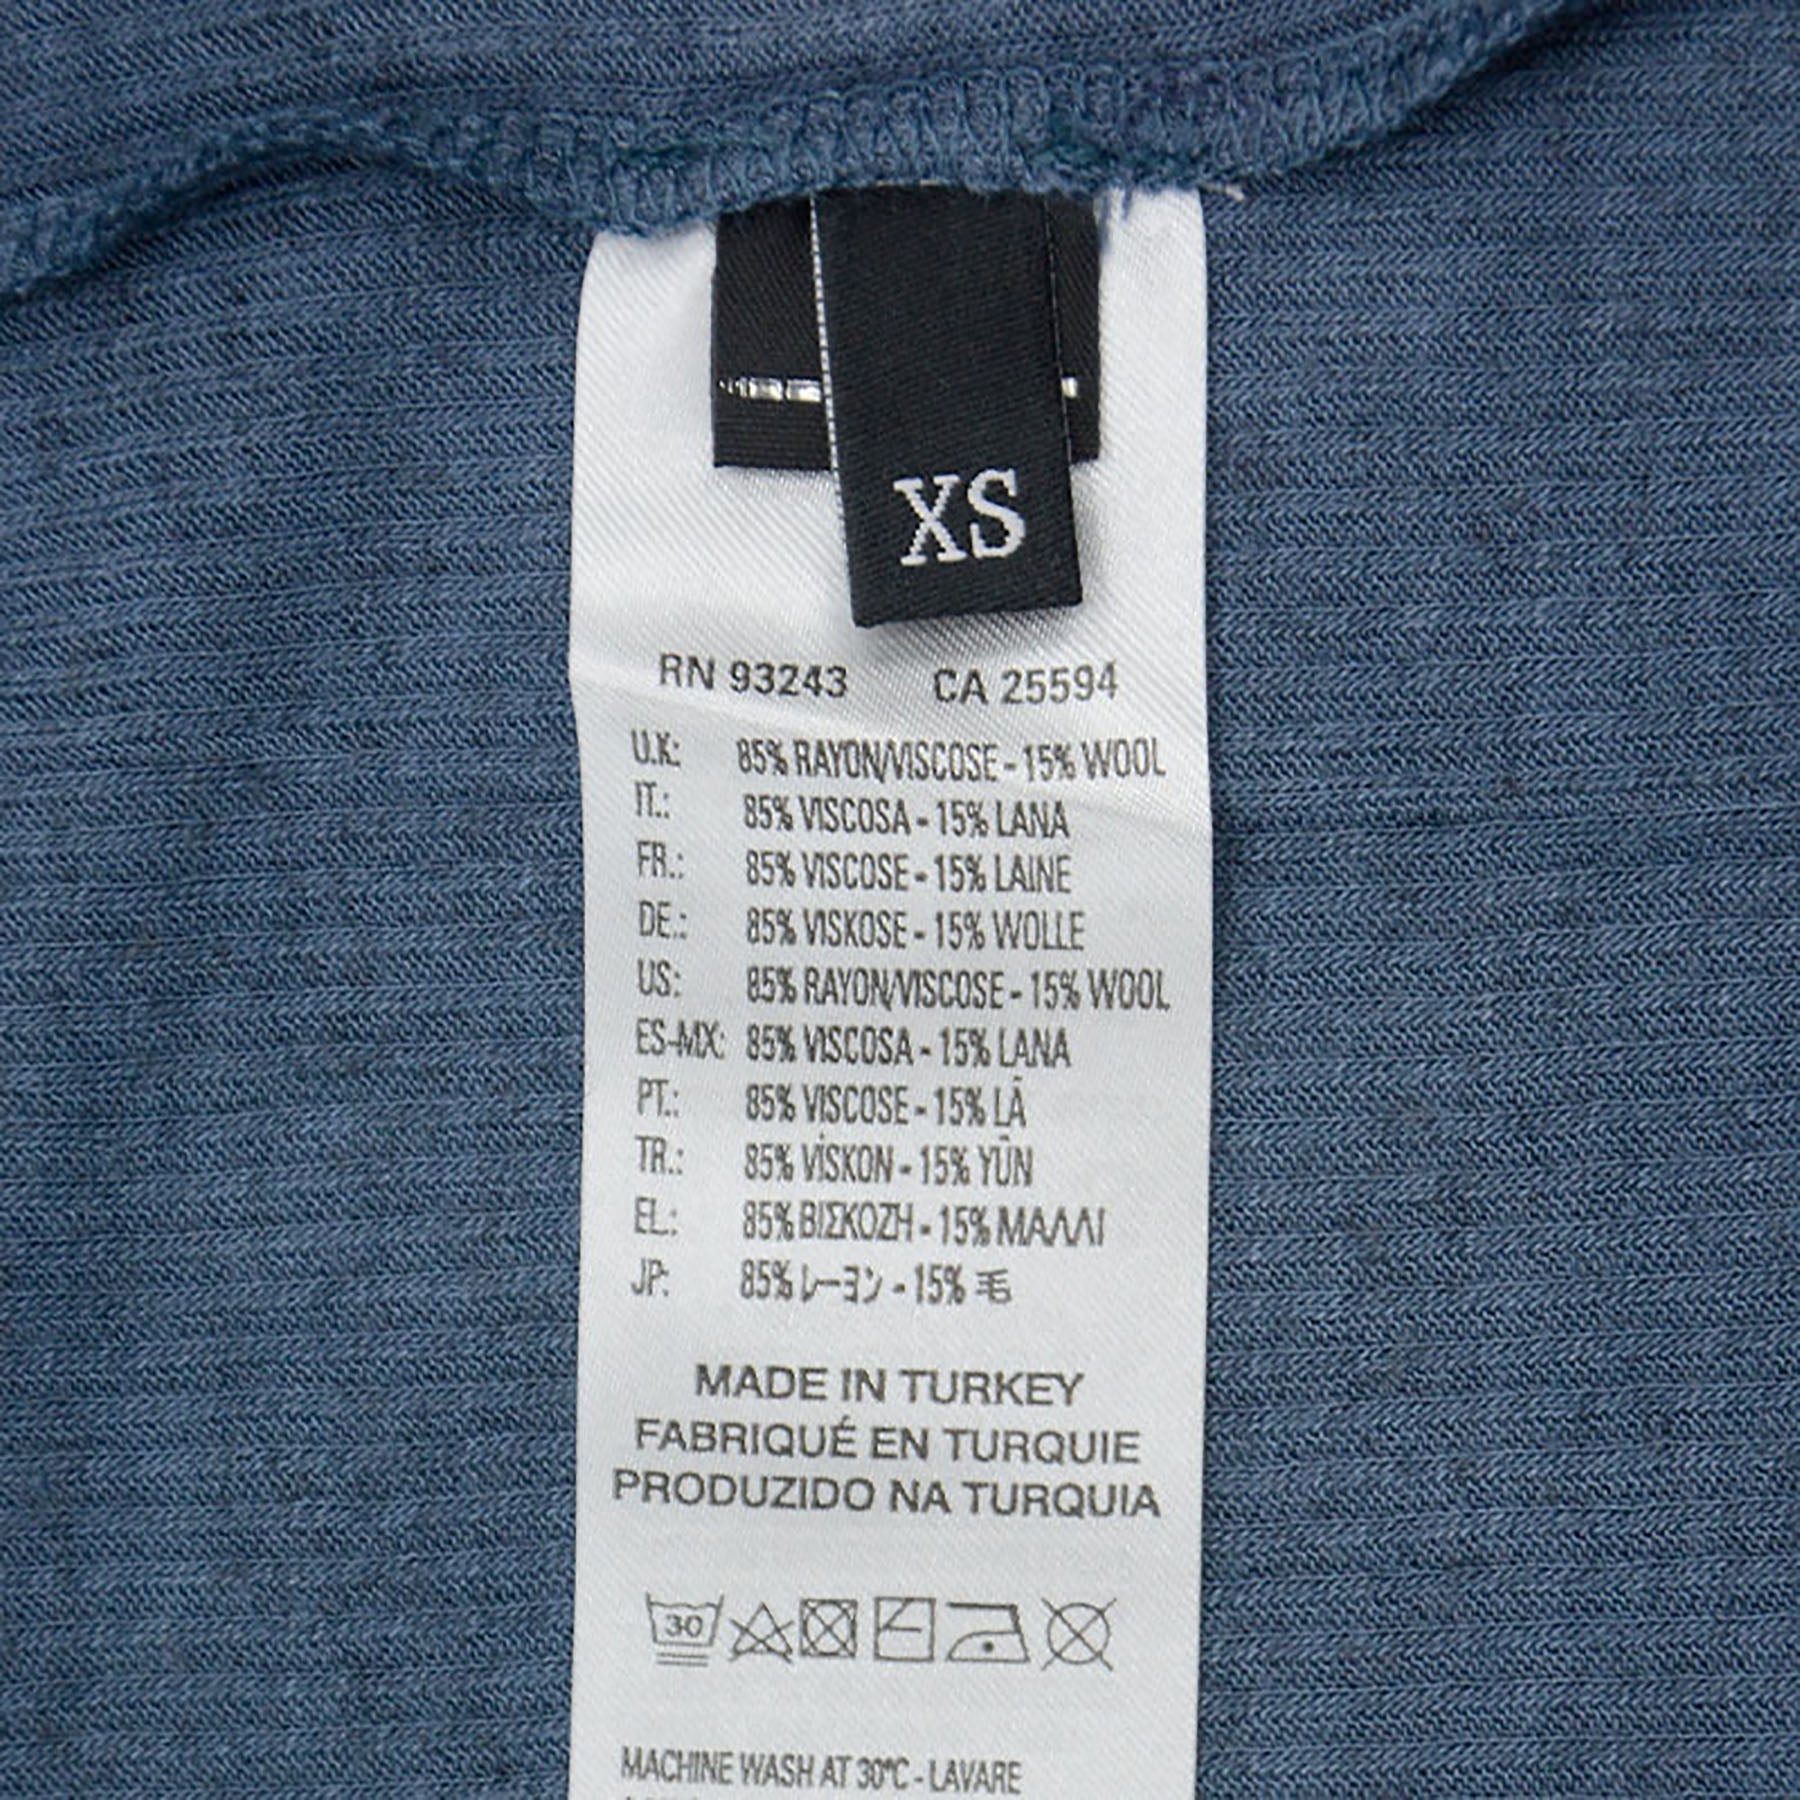 XS
RN 93243 CA 25594
U.K: 85% RAYON/VISCOSE - 15% WOOL
IT.: 85% VISCOSA - 15% LANA
FR.: 85% VISCOSE - 15% LAINE
DE.: 85% VISKOSE - 15% WOLLE
US: 85% RAYON/VISCOSE - 15% WOOL
ES-MX: 85% VISCOSA - 15% LANA
PT.: 85% VISCOSE - 15% LÃ
TR.: 85% VİSKON - 15% YÜN
EL: 85% ΒΙΣΚΟΖΗ - 15% ΜΑΛΛΙ
JP: 85% レーヨン - 15% 毛
MADE IN TURKEY
FABRIQUÉ EN TURQUIE
PRODUZIDO NA TURQUIA
30
MACHINE WASH AT 30°C - LAVARE